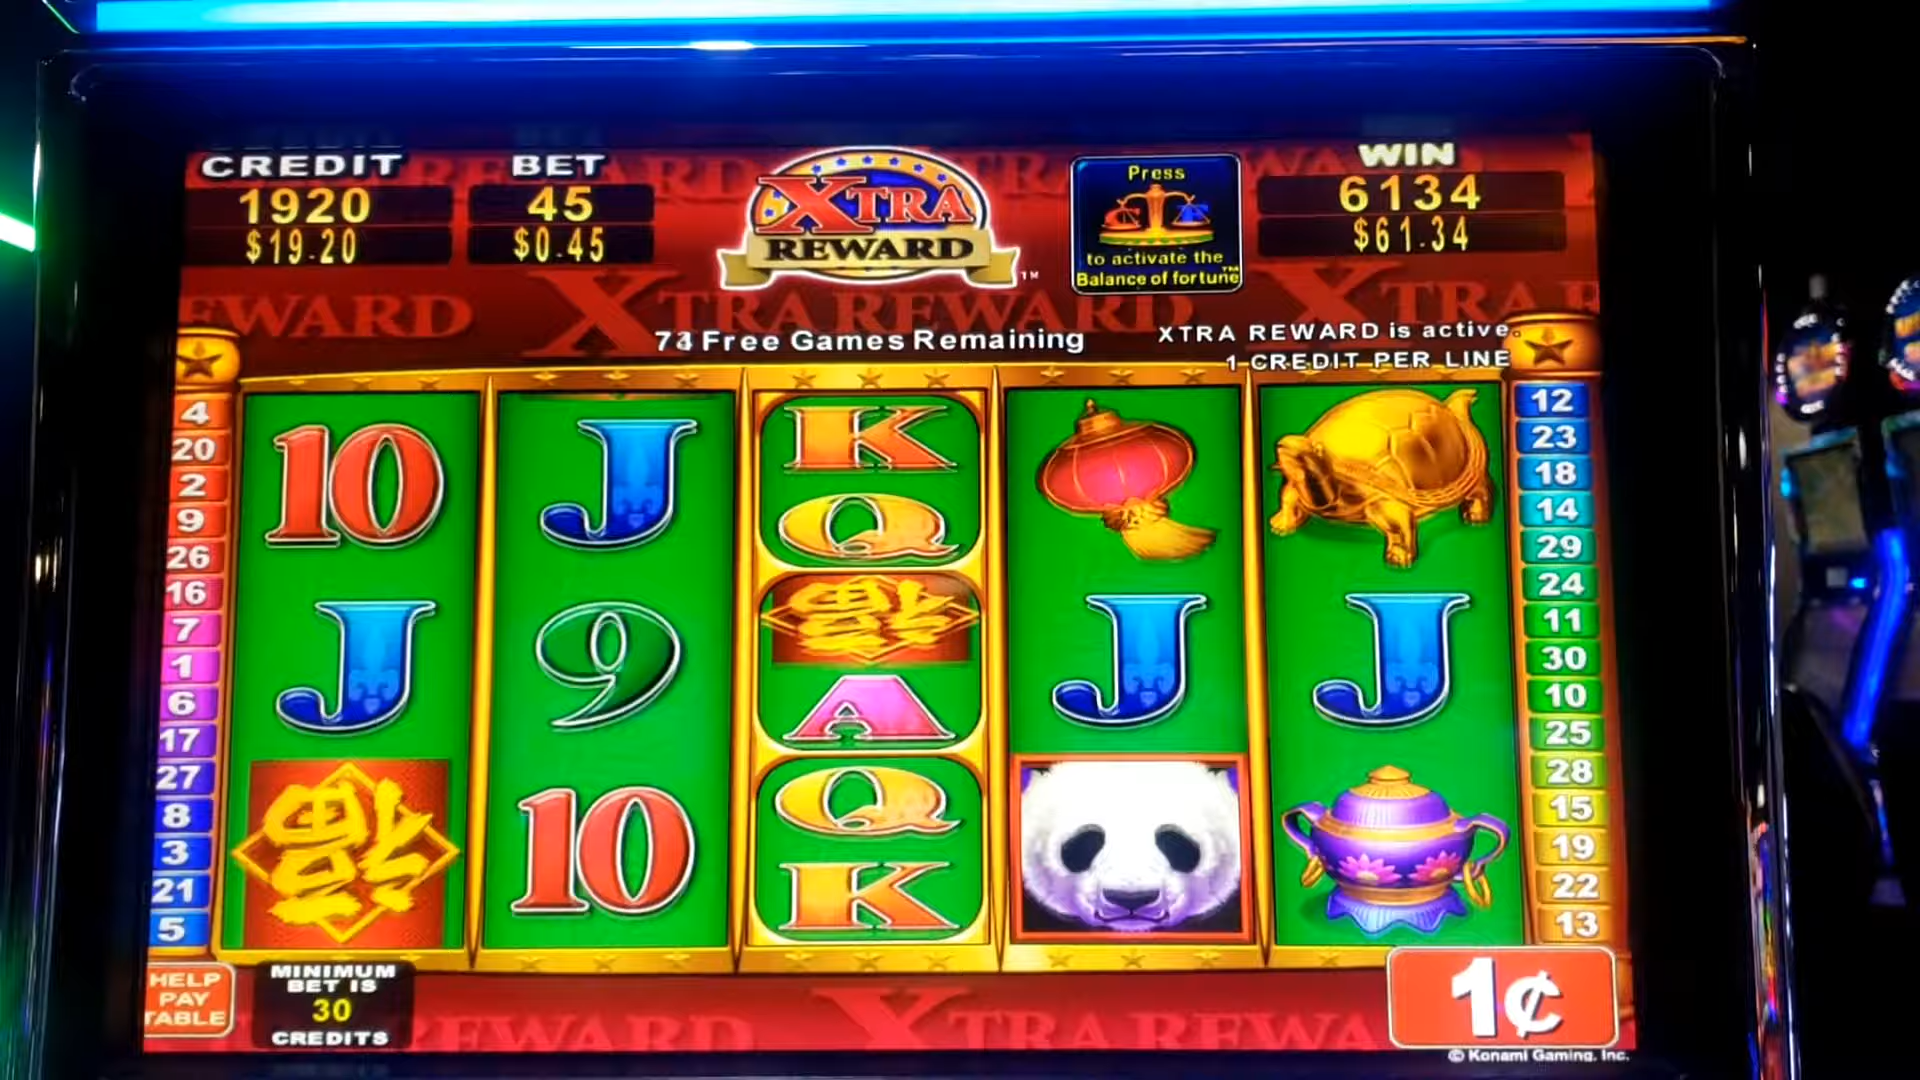 CREDIT
1920
$19.20
BET
45
$0.45
XTRA
REWARD
TM
Press
to activate the
Balance of fortune™
WIN
6134
$61.34
74 Free Games Remaining
XTRA REWARD is active.
1 CREDIT PER LINE
4
20
2
9
26
16
7
1
6
17
27
8
3
21
5
10
J
K
Q
J
9
福
A
J
J
福
10
Q
K
12
23
18
14
29
24
11
30
10
25
28
15
19
22
13
HELP
PAY
TABLE
MINIMUM
BET IS
30
CREDITS
1¢
© Konami Gaming, Inc.